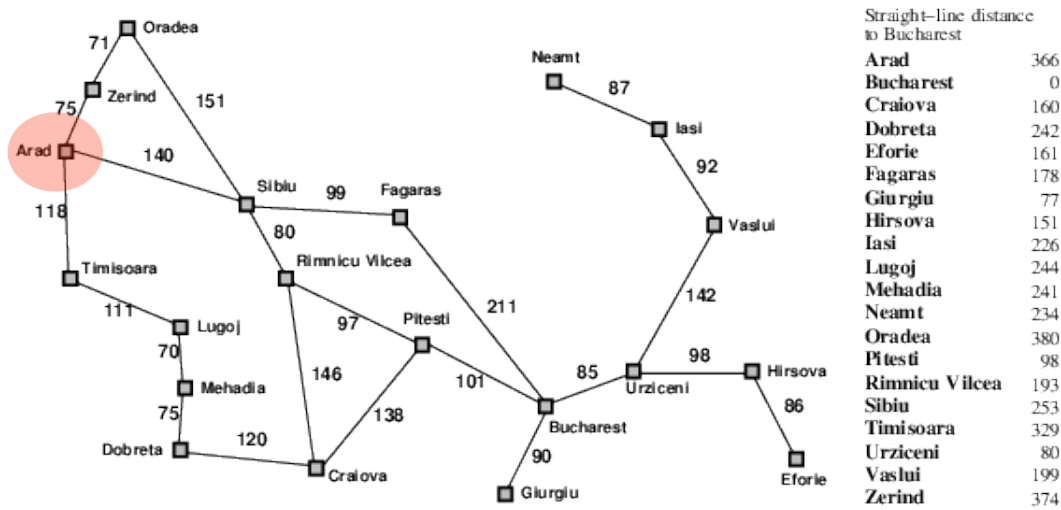 Oradea
71
Neamt
87
Zerind
75
151
Iasi
Arad
140
92
Sibiu
99
Fagaras
118
80
Vaslui
Timisoara
Rimnicu Vilcea
111
211
142
Lugoj
97
Pitesti
70
146
101
85
98
Hirsova
Mehadia
Urziceni
75
138
86
Bucharest
Dobreta
120
90
Craiova
Eforie
Giurgiu
Straight-line distance
to Bucharest
Arad 366
Bucharest 0
Craiova 160
Dobreta 242
Eforie 161
Fagaras 178
Giurgiu 77
Hirsova 151
Iasi 226
Lugoj 244
Mehadia 241
Neamt 234
Oradea 380
Pitesti 98
Rimnicu Vilcea 193
Sibiu 253
Timisoara 329
Urziceni 80
Vaslui 199
Zerind 374